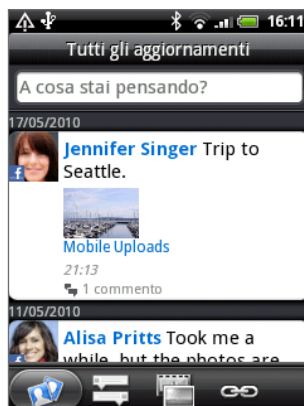 16:11
Tutti gli aggiornamenti
A cosa stai pensando?
17/05/2010
Jennifer Singer Trip to
Seattle.
Mobile Uploads
21:13
1 commento
11/05/2010
Alisa Pritts Took me a
while, but the photos are